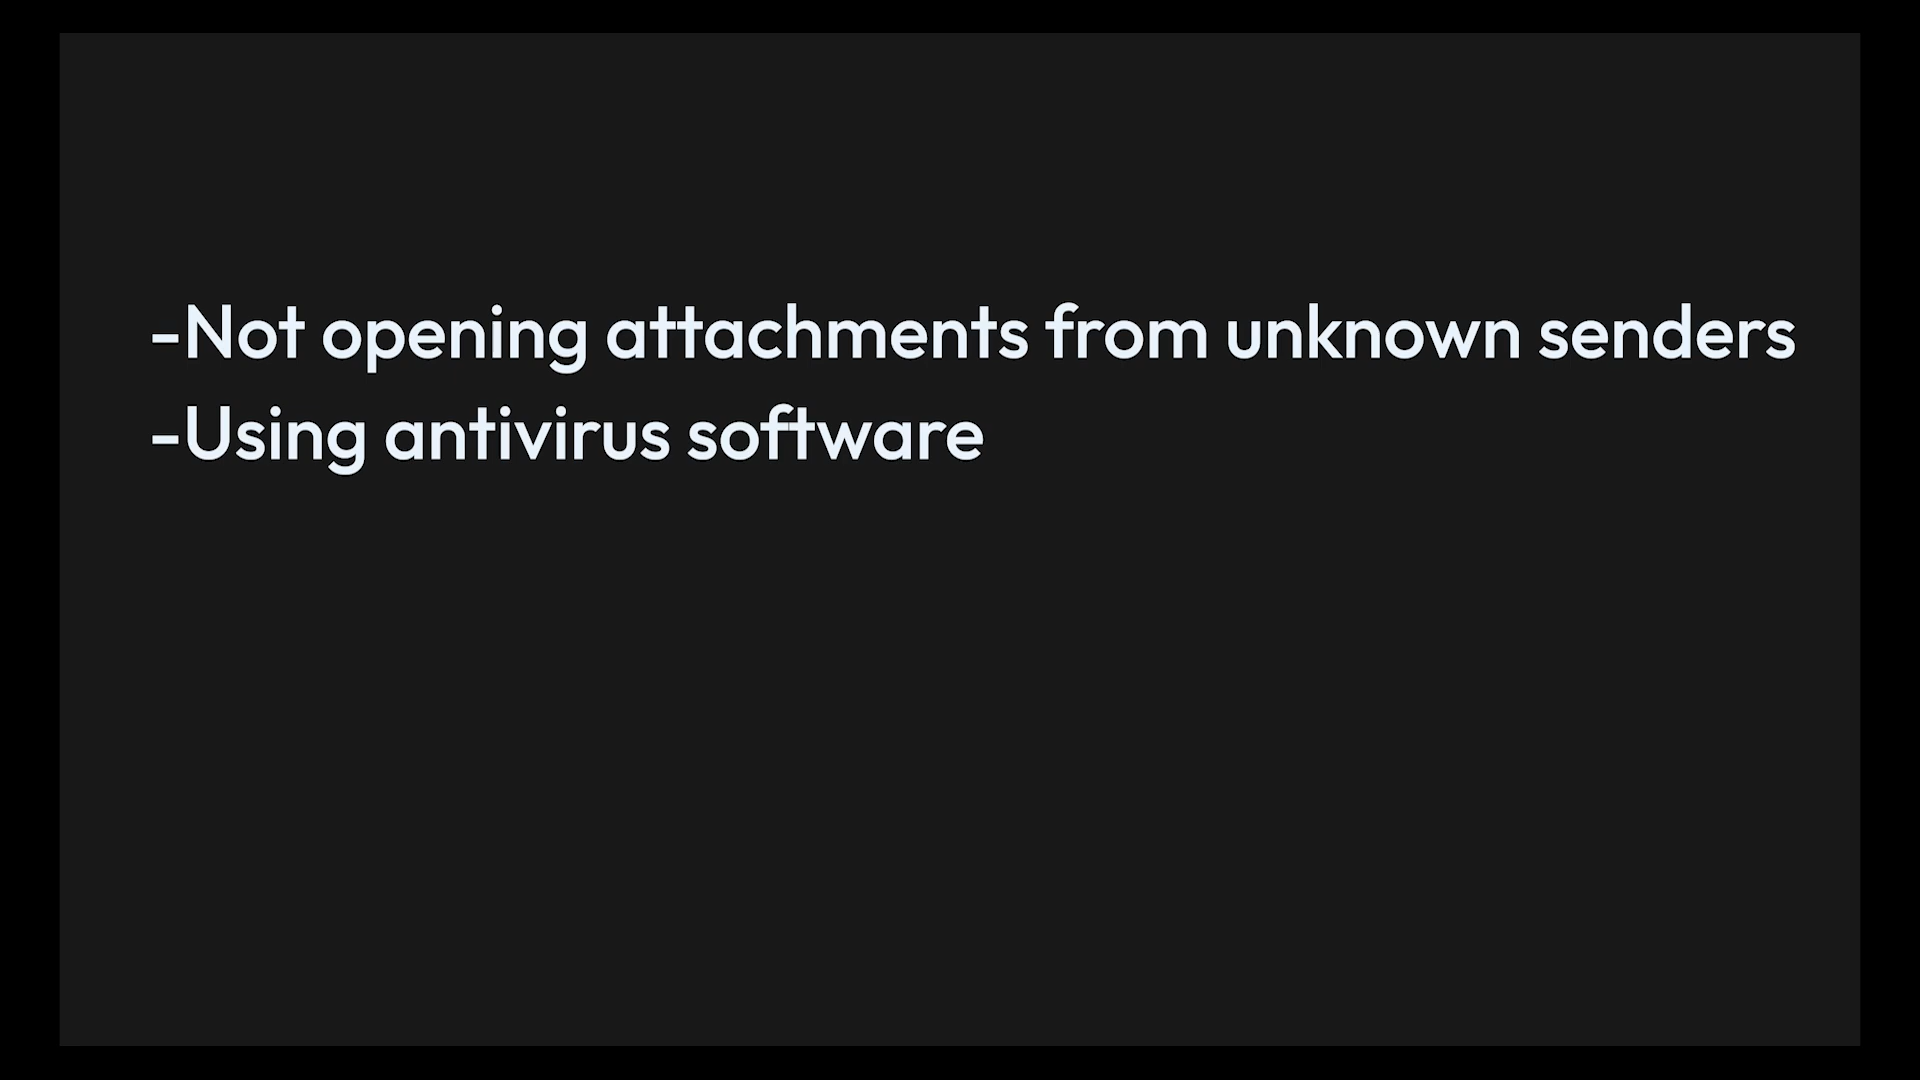 -Not opening attachments from unknown senders
-Using antivirus software